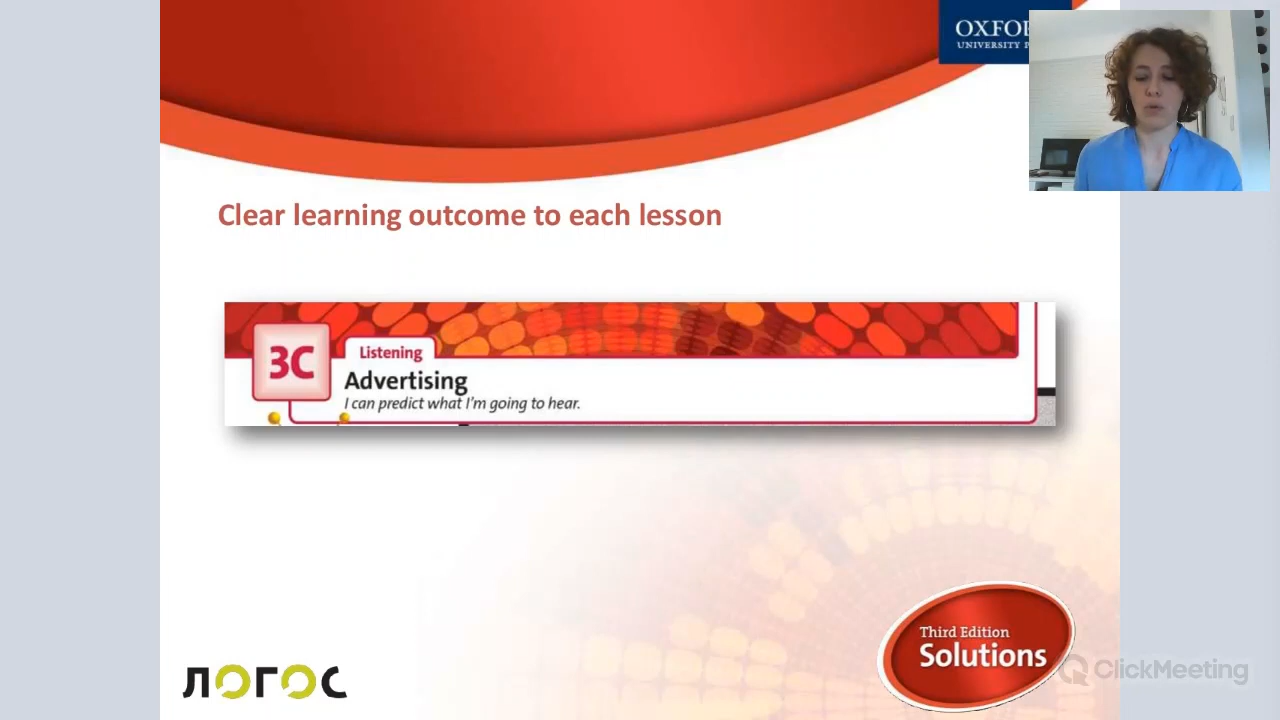 OXFO
UNIVERSITY P
Clear learning outcome to each lesson
3C
Listening
Advertising
I can predict what I'm going to hear.
Third Edition
Solutions
ClickMeeting
ЛОГОС